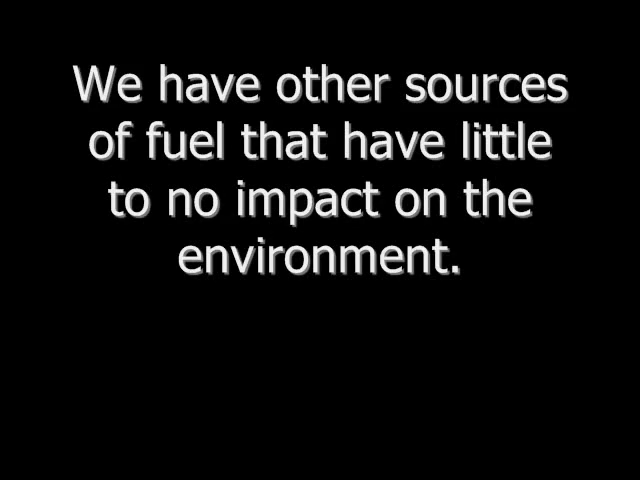 We have other sources
of fuel that have little
to no impact on the
environment.